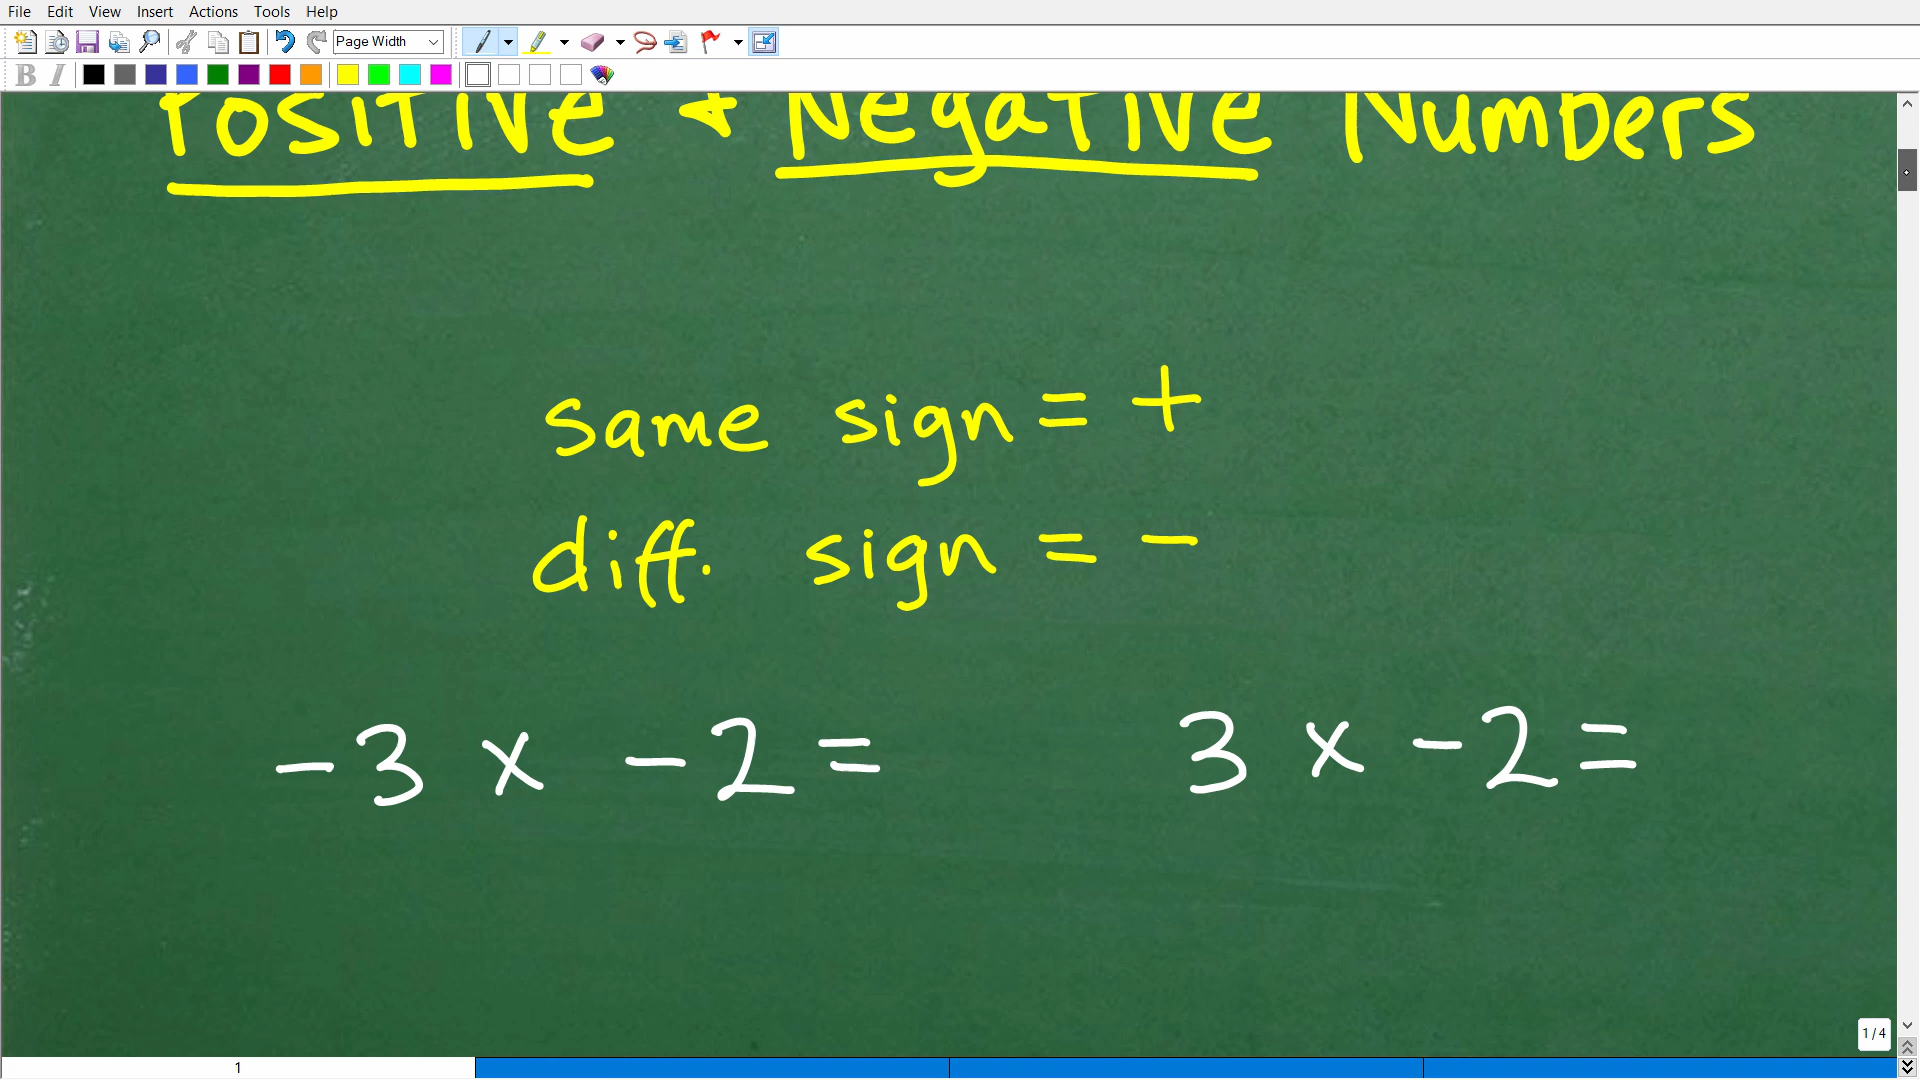 File Edit View Insert Actions Tools Help
Page Width
B I
Positive + Negative Numbers
same sign = +
diff. sign = -
-3 x -2=
3 x -2=
1 / 4
1